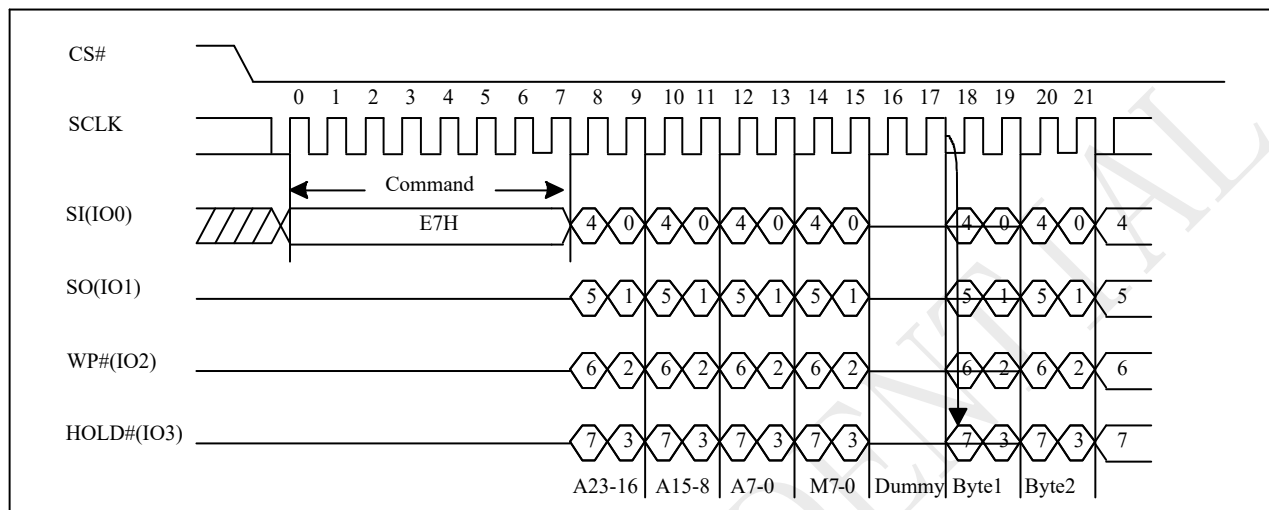 CS#
0 1 2 3 4 5 6 7 8 9 10 11 12 13 14 15 16 17 18 19 20 21
SCLK
Command
SI(IO0) E7H 4 0 4 0 4 0 4 0 4 0 4 0 4
SO(IO1) 5 1 5 1 5 1 5 1 5 1 5 1 5
WP#(IO2) 6 2 6 2 6 2 6 2 6 2 6 2 6
HOLD#(IO3) 7 3 7 3 7 3 7 3 7 3 7 3 7
A23-16 A15-8 A7-0 M7-0 Dummy Byte1 Byte2